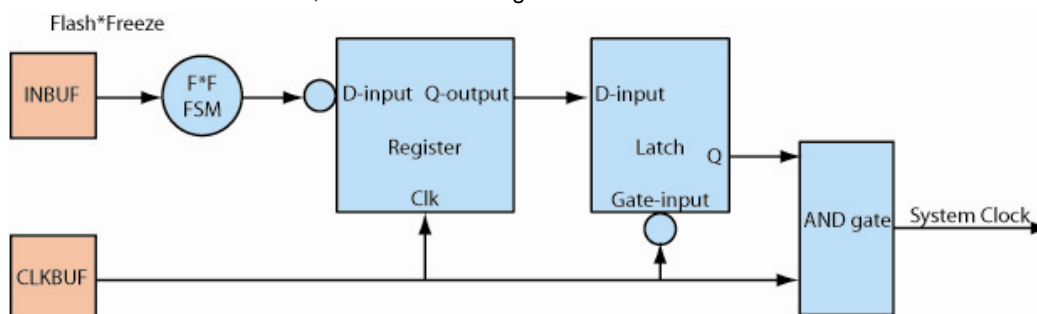 Flash*Freeze
INBUF
F*F
FSM
D-input Q-output
Register
Clk
D-input
Latch
Q
Gate-input
AND gate
System Clock
CLKBUF